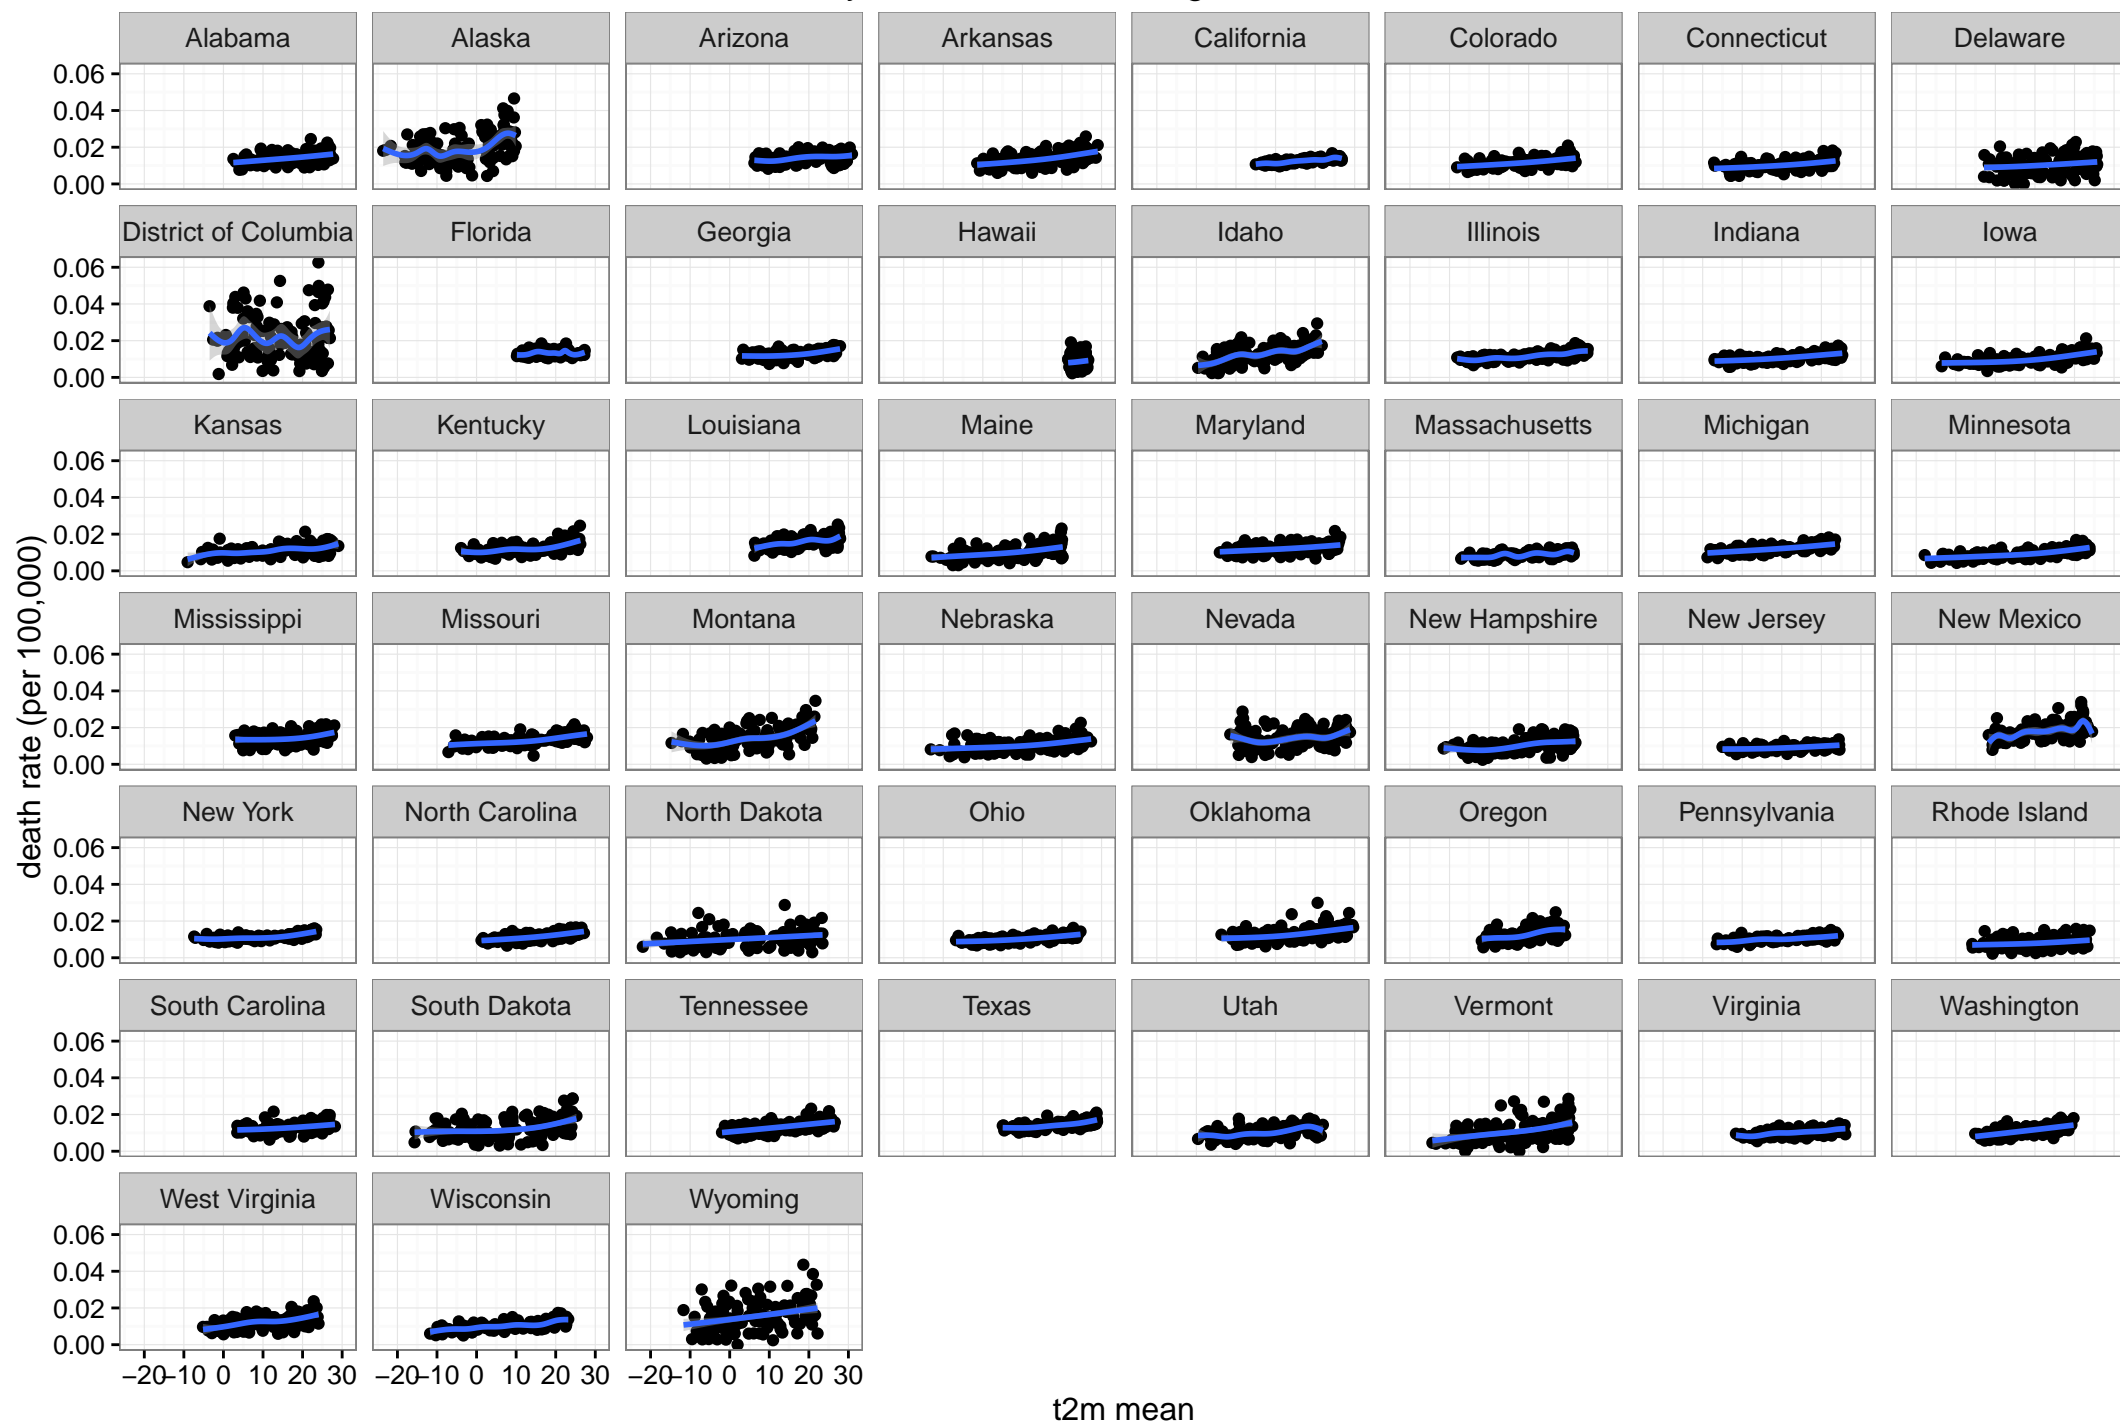 Alabama Alaska Arizona Arkansas California Colorado Connecticut Delaware
0.06
0.04
0.02
0.00
District of Columbia Florida Georgia Hawaii Idaho Illinois Indiana Iowa
0.06
0.04
0.02
0.00
Kansas Kentucky Louisiana Maine Maryland Massachusetts Michigan Minnesota
0.06
0.04
0.02
0.00
death rate (per 100,000)
Mississippi Missouri Montana Nebraska Nevada New Hampshire New Jersey New Mexico
0.06
0.04
0.02
0.00
New York North Carolina North Dakota Ohio Oklahoma Oregon Pennsylvania Rhode Island
0.06
0.04
0.02
0.00
South Carolina South Dakota Tennessee Texas Utah Vermont Virginia Washington
0.06
0.04
0.02
0.00
West Virginia Wisconsin Wyoming
0.06
0.04
0.02
0.00
−20 −10 0 10 20 30 −20 −10 0 10 20 30 −20 −10 0 10 20 30
t2m mean